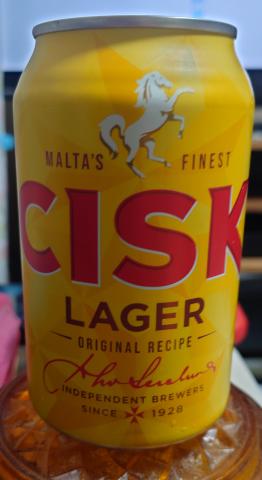 MALTA'S FINEST
CISK
LAGER
ORIGINAL RECIPE
INDEPENDENT BREWERS
SINCE 1928